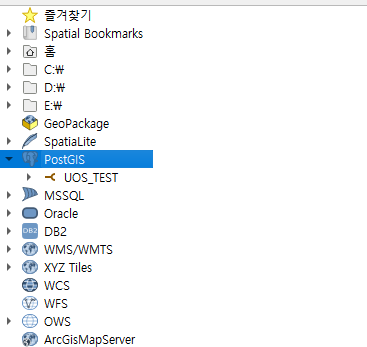 즐겨찾기
Spatial Bookmarks
홈
C:₩
D:₩
E:₩
GeoPackage
SpatiaLite
PostGIS
UOS_TEST
MSSQL
Oracle
DB2 DB2
WMS/WMTS
XYZ Tiles
WCS
WFS
OWS
ArcGisMapServer